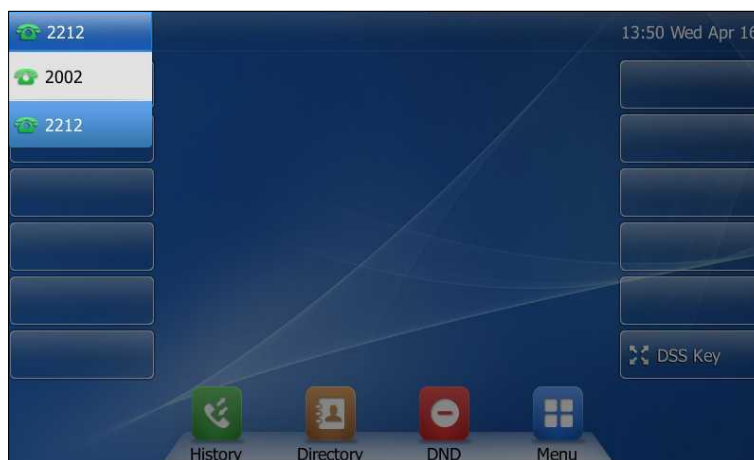 2212
13:50 Wed Apr 16
2002
2212
DSS Key
History
Directory
DND
Menu